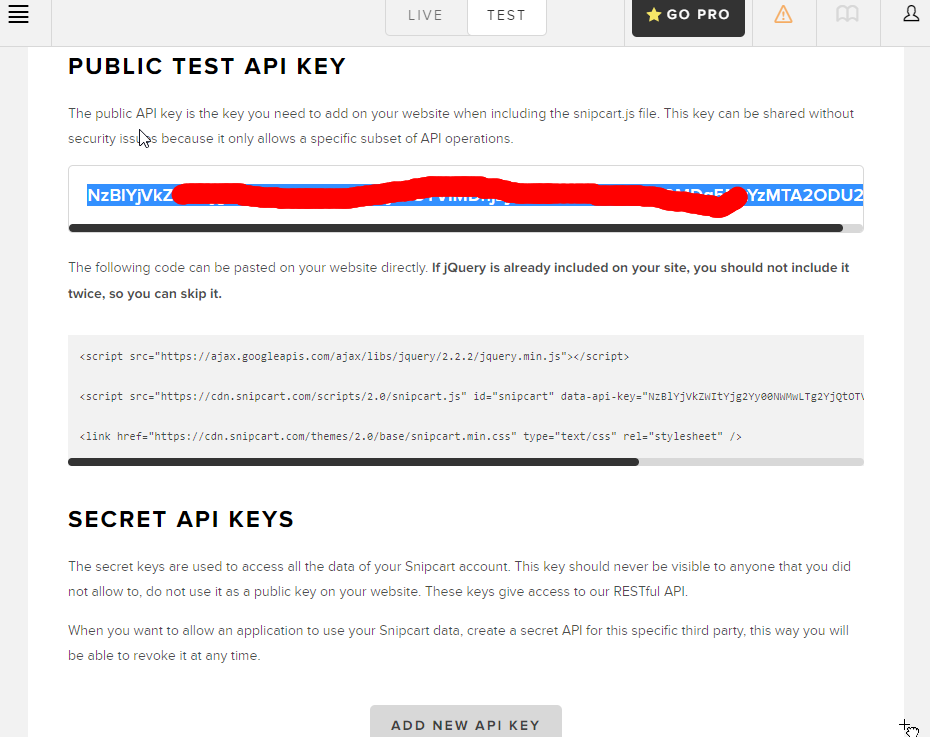 LIVE TEST GO PRO
PUBLIC TEST API KEY
The public API key is the key you need to add on your website when including the snipcart.js file. This key can be shared without
security issues because it only allows a specific subset of API operations.
The following code can be pasted on your website directly. If jQuery is already included on your site, you should not include it
twice, so you can skip it.
<script src="https://ajax.googleapis.com/ajax/libs/jquery/2.2.2/jquery.min.js"></script>
<script src="https://cdn.snipcart.com/scripts/2.0/snipcart.js" id="snipcart"
<link href="https://cdn.snipcart.com/themes/2.0/base/snipcart.min.css" type="text/css" rel="stylesheet" />
SECRET API KEYS
The secret keys are used to access all the data of your Snipcart account. This key should never be visible to anyone that you did
not allow to, do not use it as a public key on your website. These keys give access to our RESTful API.
When you want to allow an application to use your Snipcart data, create a secret API for this specific third party, this way you will
be able to revoke it at any time.
ADD NEW API KEY